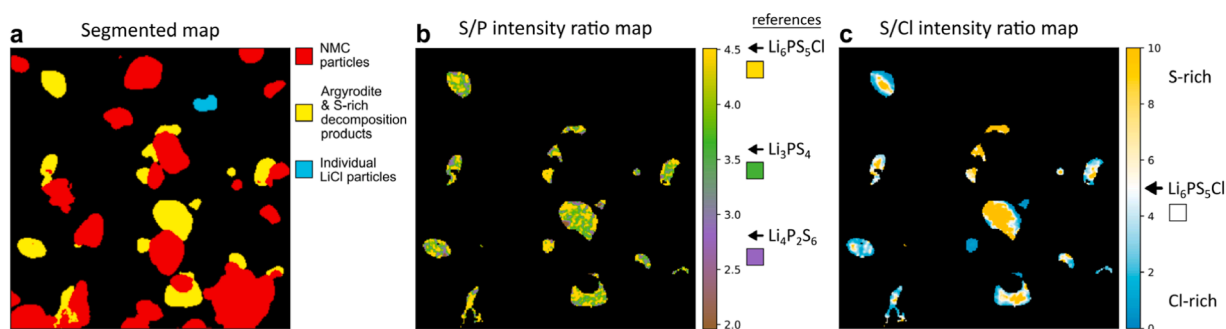 a Segmented map
NMC
particles
Argyrodite
& S-rich
decomposition
products
Individual
LiCl particles
b S/P intensity ratio map
4.5
4.0
3.5
3.0
2.5
2.0
references
Li₆PS₅Cl
Li₃PS₄
Li₄P₂S₆
c S/Cl intensity ratio map
10
8
6
4
2
0
S-rich
Li₆PS₅Cl
Cl-rich